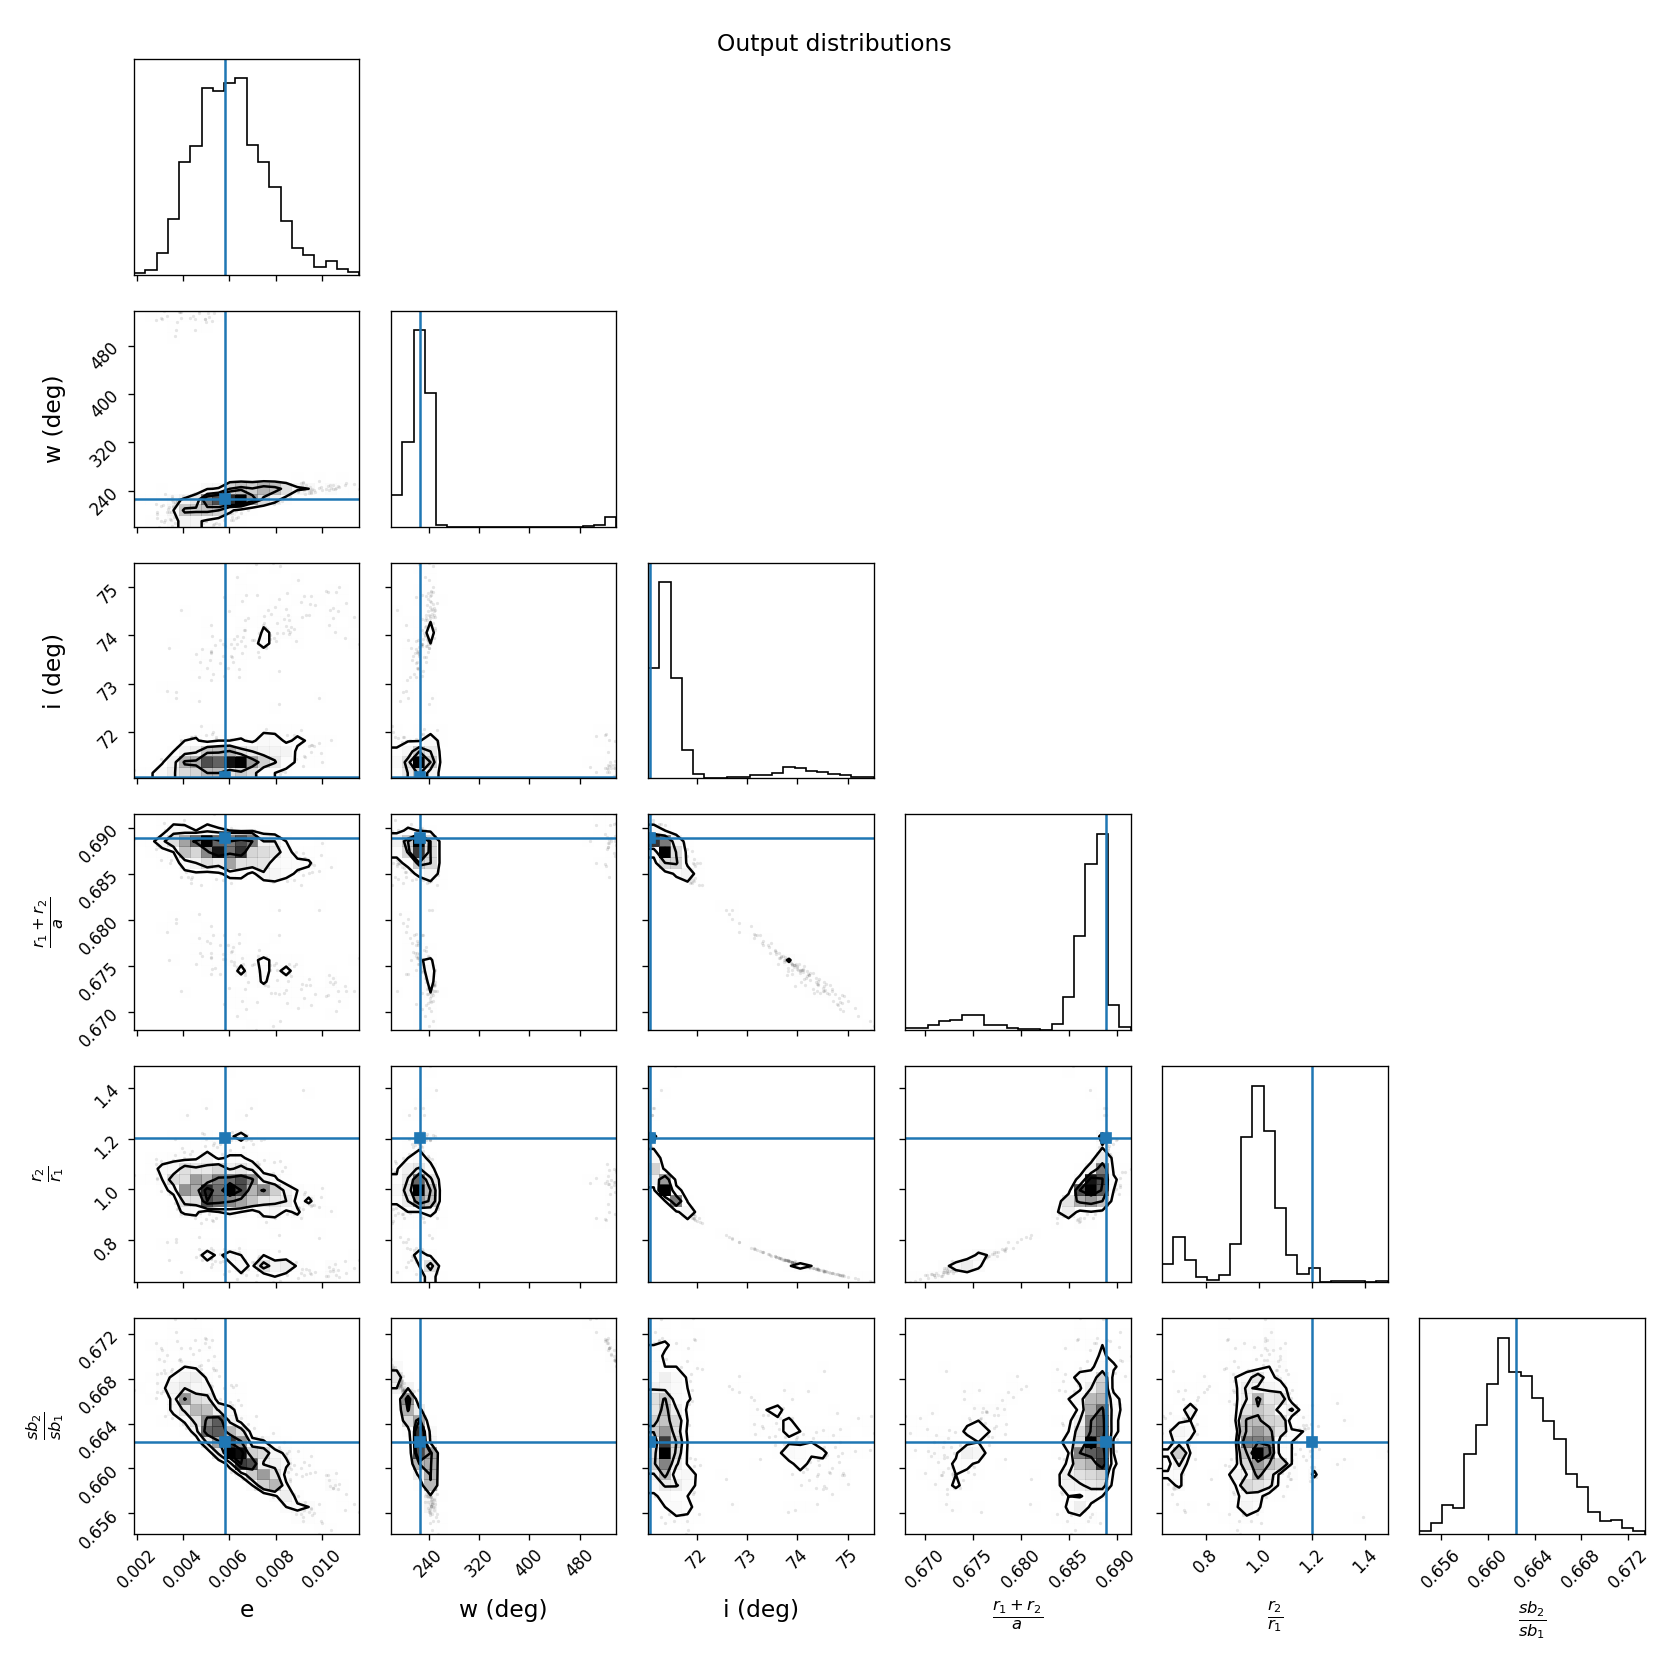 Output distributions
w (deg)
480
400
320
240
i (deg)
75
74
73
72
r₁ + r₂ / a
0.690
0.685
0.680
0.675
0.670
r₂ / r₁
1.4
1.2
1.0
0.8
sb₂ / sb₁
0.672
0.668
0.664
0.660
0.656
0.002 0.004 0.006 0.008 0.010
240 320 400 480
72 73 74 75
0.670 0.675 0.680 0.685 0.690
0.8 1.0 1.2 1.4
0.656 0.660 0.664 0.668 0.672
e
w (deg)
i (deg)
r₁ + r₂ / a
r₂ / r₁
sb₂ / sb₁